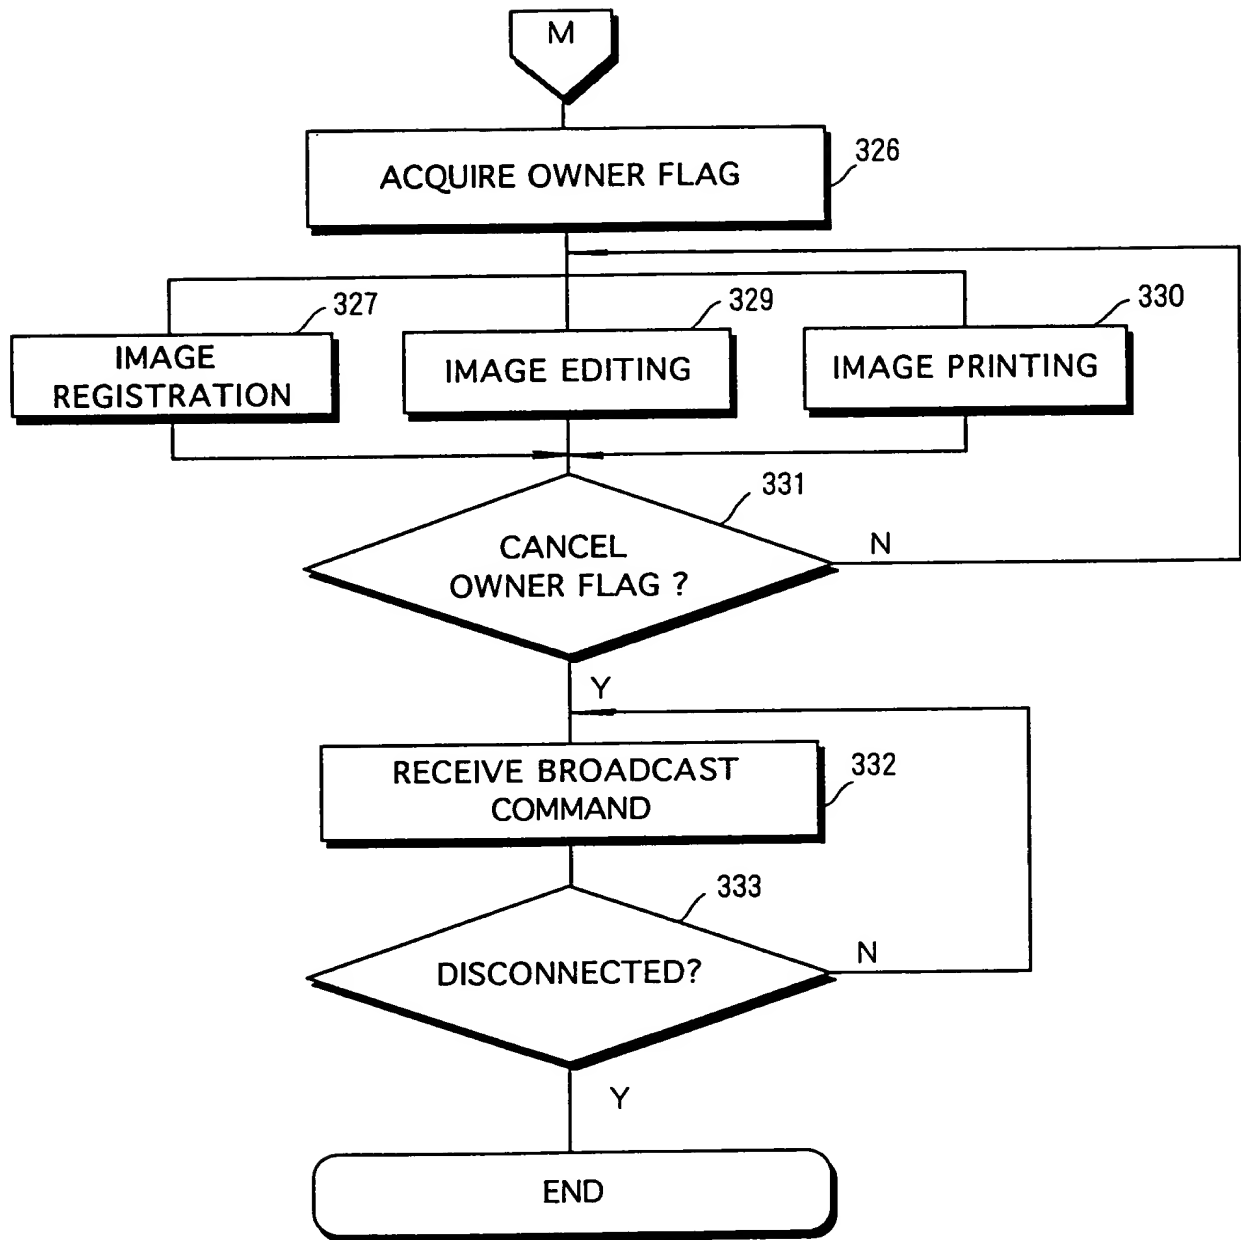 M
ACQUIRE OWNER FLAG
326
327
329
330
IMAGE
REGISTRATION
IMAGE EDITING
IMAGE PRINTING
331
CANCEL
OWNER FLAG ?
N
Y
RECEIVE BROADCAST
COMMAND
332
333
DISCONNECTED?
N
Y
END